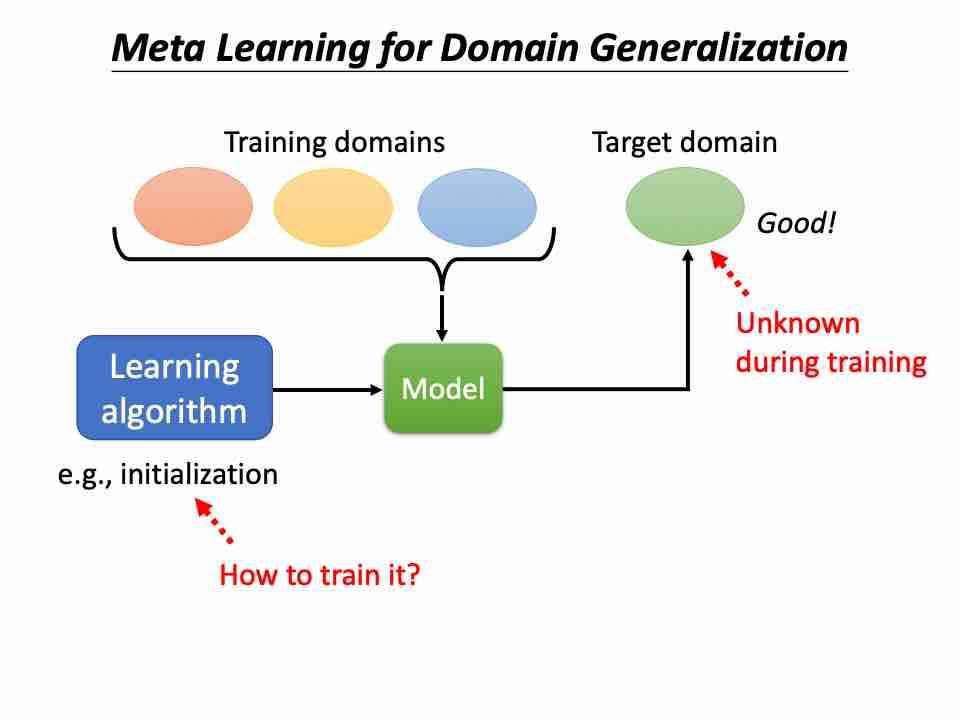 Meta Learning for Domain Generalization
Training domains
Target domain
Good!
Unknown
during training
Learning
algorithm
Model
e.g., initialization
How to train it?